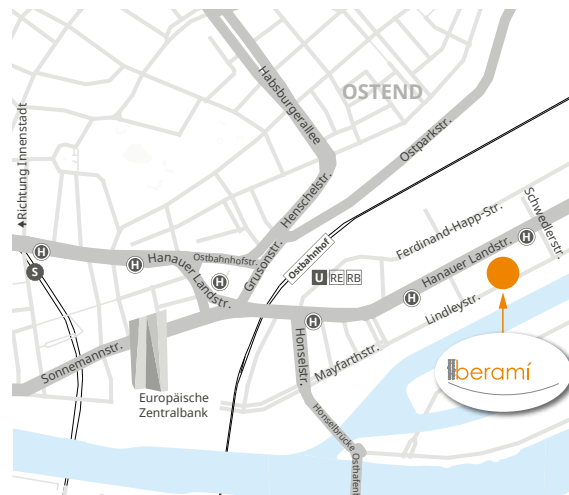 Habsburgerallee
OSTEND
Ostparkstr.
Richtung Innenstadt
Henschelstr.
Schwedlerstr.
Ferdinand-Happ-Str.
H
Hanauer Landstr.
Ostbahnhofstr.
Grusonstr.
Ostbahnhof
Hanauer Landstr.
H
H
S
H
U RE RB
H
Lindleystr.
H
Sonnemannstr.
Honselstr.
Mayfarthstr.
beramí
Europäische
Zentralbank
Honselbrücke